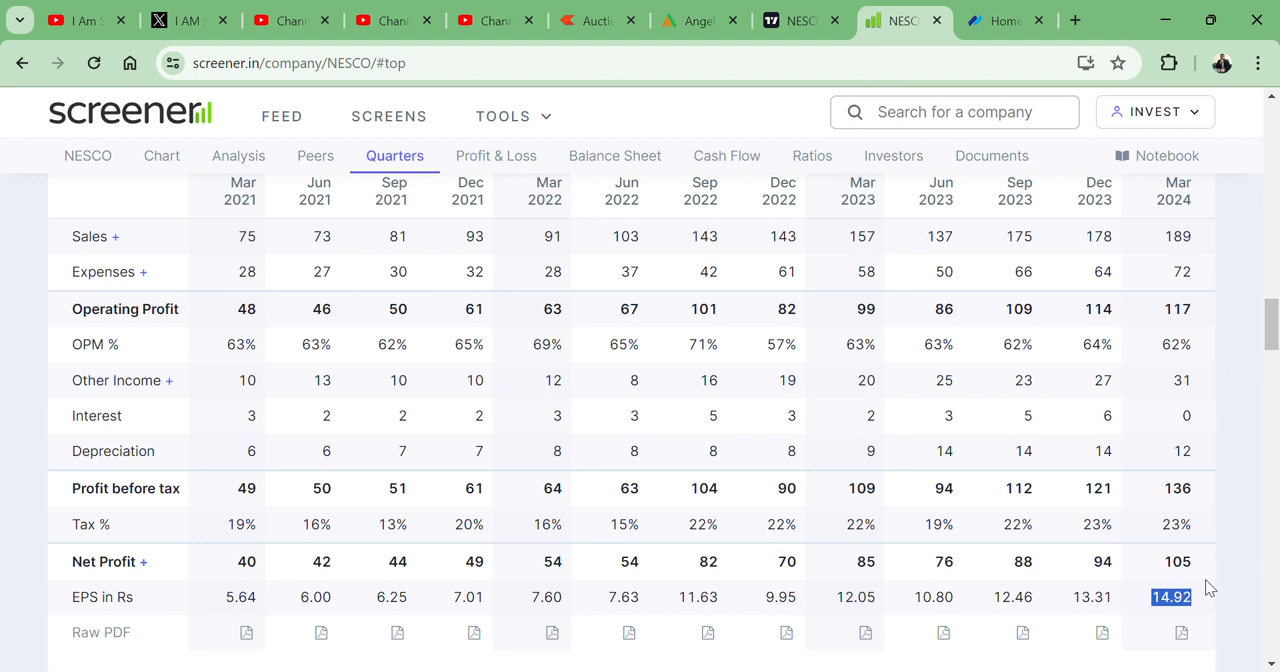 I Am S
I AM S
Chann
Chann
Chann
Auctic
Angel
NESC
NESC
Home
screener.in/company/NESCO/#top
screener
FEED
SCREENS
TOOLS
Search for a company
INVEST
NESCO Chart Analysis Peers Quarters Profit & Loss Balance Sheet Cash Flow Ratios Investors Documents Notebook
Mar 2021 Jun 2021 Sep 2021 Dec 2021 Mar 2022 Jun 2022 Sep 2022 Dec 2022 Mar 2023 Jun 2023 Sep 2023 Dec 2023 Mar 2024
Sales + 75 73 81 93 91 103 143 143 157 137 175 178 189
Expenses + 28 27 30 32 28 37 42 61 58 50 66 64 72
Operating Profit 48 46 50 61 63 67 101 82 99 86 109 114 117
OPM % 63% 63% 62% 65% 69% 65% 71% 57% 63% 63% 62% 64% 62%
Other Income + 10 13 10 10 12 8 16 19 20 25 23 27 31
Interest 3 2 2 2 3 3 5 3 2 3 5 6 0
Depreciation 6 6 7 7 8 8 8 8 9 14 14 14 12
Profit before tax 49 50 51 61 64 63 104 90 109 94 112 121 136
Tax % 19% 16% 13% 20% 16% 15% 22% 22% 22% 19% 22% 23% 23%
Net Profit + 40 42 44 49 54 54 82 70 85 76 88 94 105
EPS in Rs 5.64 6.00 6.25 7.01 7.60 7.63 11.63 9.95 12.05 10.80 12.46 13.31 14.92
Raw PDF